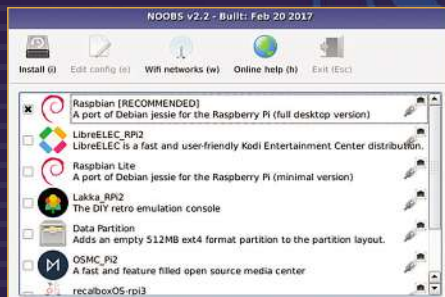 NOOBS v2.2 - Built: Feb 20 2017
Install (i) Edit config (e) Wifi networks (w) Online help (h) Exit (Esc)
Raspbian [RECOMMENDED]
A port of Debian jessie for the Raspberry Pi (full desktop version)
LibreELEC_RPi2
LibreELEC is a fast and user-friendly Kodi Entertainment Center distribution.
Raspbian Lite
A port of Debian jessie for the Raspberry Pi (minimal version)
Lakka_RPi2
The DIY retro emulation console
Data Partition
Adds an empty 512MB ext4 format partition to the partition layout.
OSMC_Pi2
A fast and feature filled open source media center
recalboxOS-rpi3